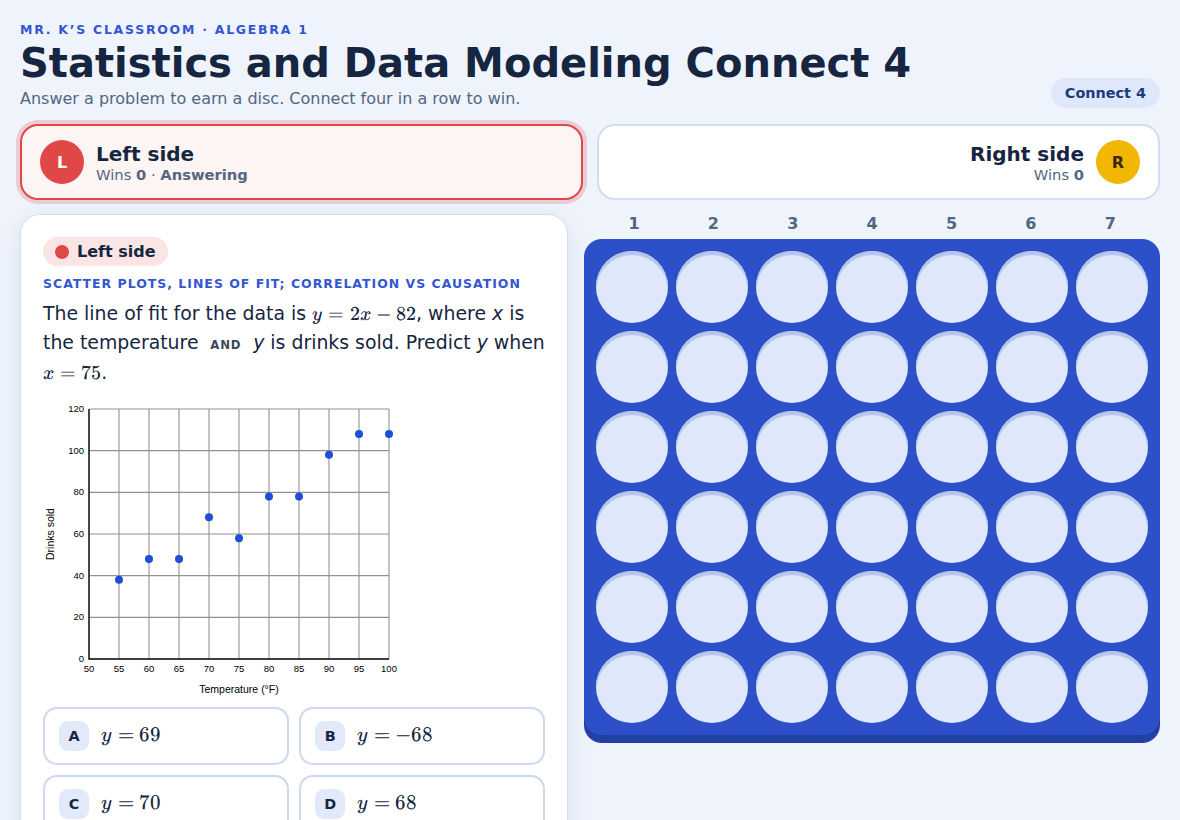 MR. K’S CLASSROOM · ALGEBRA 1
Statistics and Data Modeling Connect 4
Answer a problem to earn a disc. Connect four in a row to win.
Connect 4
L
Left side
Wins 0 · Answering
Right side
Wins 0
R
Left side
SCATTER PLOTS, LINES OF FIT; CORRELATION VS CAUSATION
The line of fit for the data is y = 2x − 82, where x is
the temperature AND y is drinks sold. Predict y when
x = 75.
120
100
80
60
40
20
0
Drinks sold
50 55 60 65 70 75 80 85 90 95 100
Temperature (°F)
A y = 69
B y = −68
C y = 70
D y = 68
1 2 3 4 5 6 7